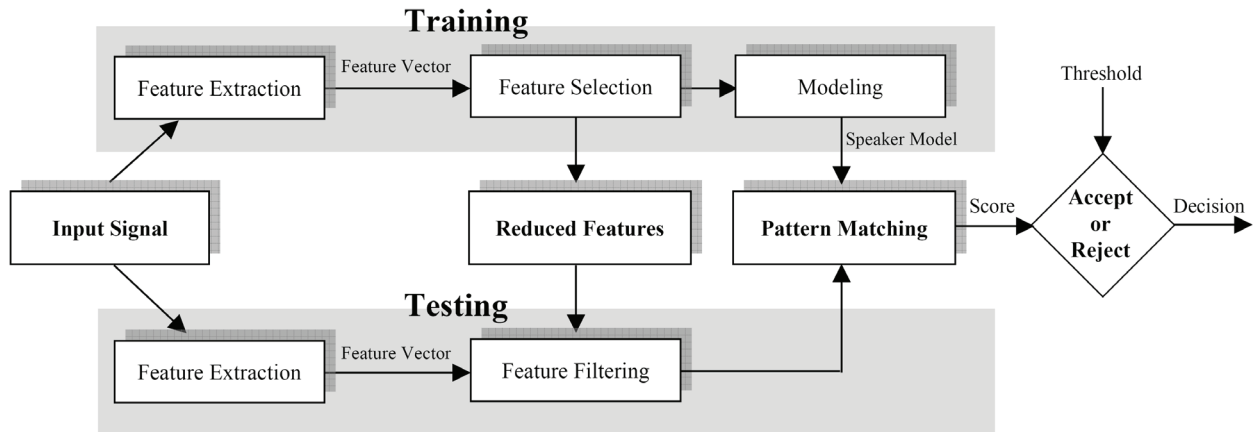 Training
Feature Extraction
Feature Vector
Feature Selection
Modeling
Threshold
Speaker Model
Input Signal
Reduced Features
Pattern Matching
Score
Accept
or
Reject
Decision
Testing
Feature Extraction
Feature Vector
Feature Filtering